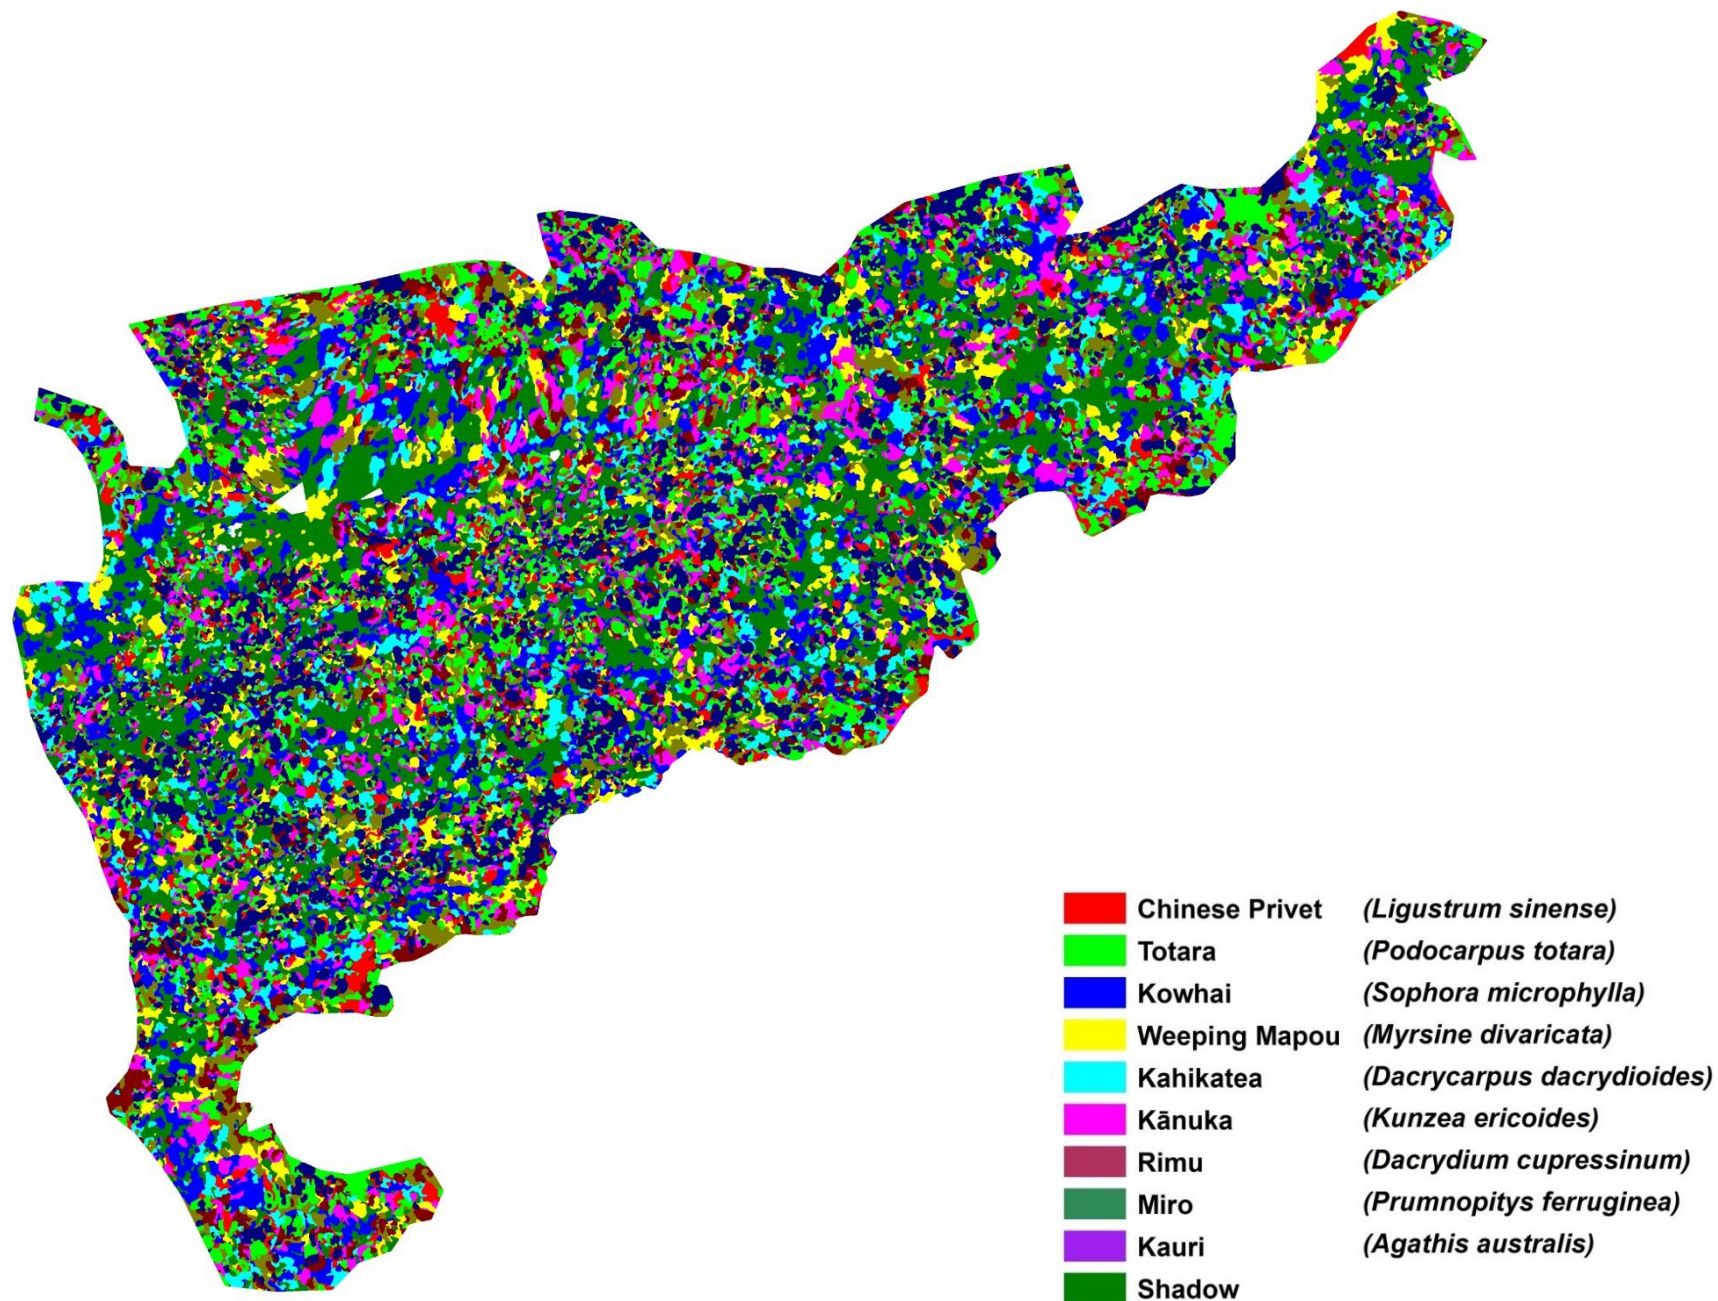 Chinese Privet (Ligustrum sinense)
Totara (Podocarpus totara)
Kowhai (Sophora microphylla)
Weeping Mapou (Myrsine divaricata)
Kahikatea (Dacrycarpus dacrydioides)
Kānuka (Kunzea ericoides)
Rimu (Dacrydium cupressinum)
Miro (Prumnopitys ferruginea)
Kauri (Agathis australis)
Shadow